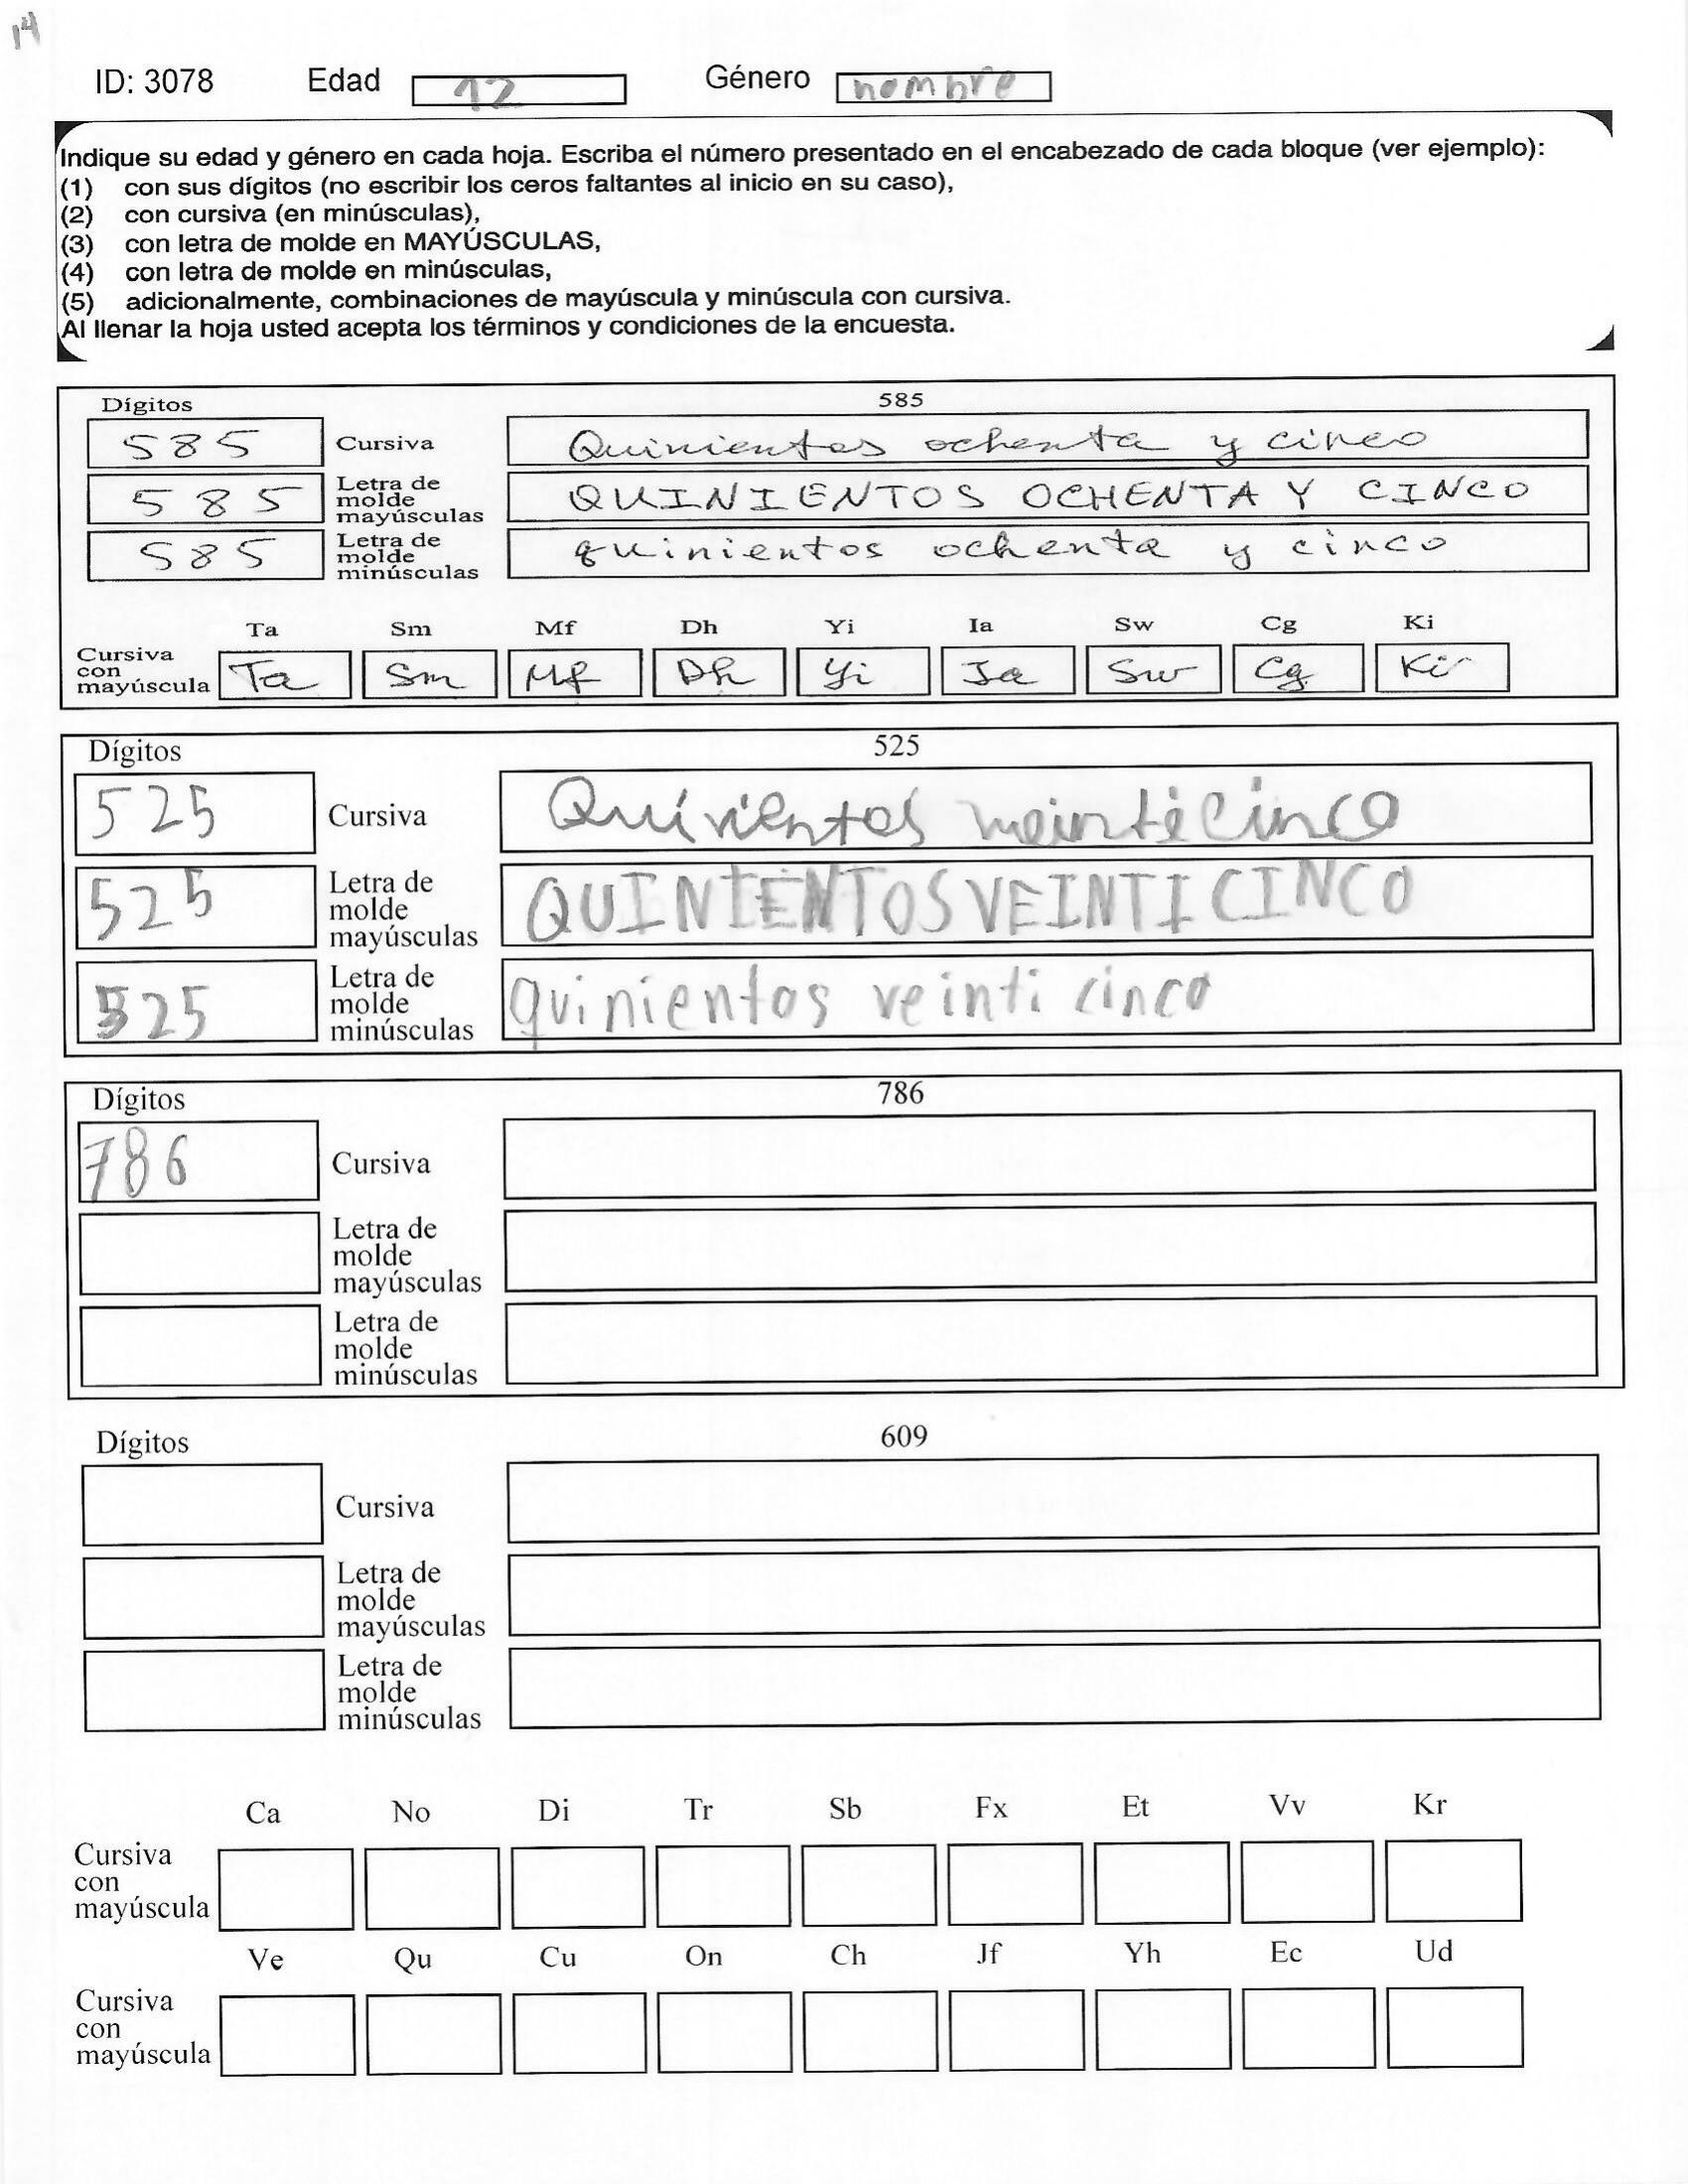 14
ID: 3078 Edad 12 Género hombre
Indique su edad y género en cada hoja. Escriba el número presentado en el encabezado de cada bloque (ver ejemplo):
(1) con sus dígitos (no escribir los ceros faltantes al inicio en su caso),
(2) con cursiva (en minúsculas),
(3) con letra de molde en MAYÚSCULAS,
(4) con letra de molde en minúsculas,
(5) adicionalmente, combinaciones de mayúscula y minúscula con cursiva.
Al llenar la hoja usted acepta los términos y condiciones de la encuesta.
Dígitos 585
585 Cursiva Quinientos ochenta y cinco
585 Letra de molde mayúsculas QUINIENTOS OCHENTA Y CINCO
585 Letra de molde minúsculas quinientos ochenta y cinco
Ta Sm Mf Dh Yi Ia Sw Cg Ki
Cursiva con mayúscula Ta Sm Mf Dh Yi Ia Sw Cg Ki
Dígitos 525
525 Cursiva Quinientos
525 Letra de molde mayúsculas QUINIENTOS VEINTI CINCO
525 Letra de molde minúsculas quinientos veinti cinco
Dígitos 786
786 Cursiva
Letra de molde mayúsculas
Letra de molde minúsculas
Dígitos 609
Cursiva
Letra de molde mayúsculas
Letra de molde minúsculas
Ca No Di Tr Sb Fx Et Vv Kr
Cursiva con mayúscula
Ve Qu Cu On Ch Jf Yh Ec Ud
Cursiva con mayúscula